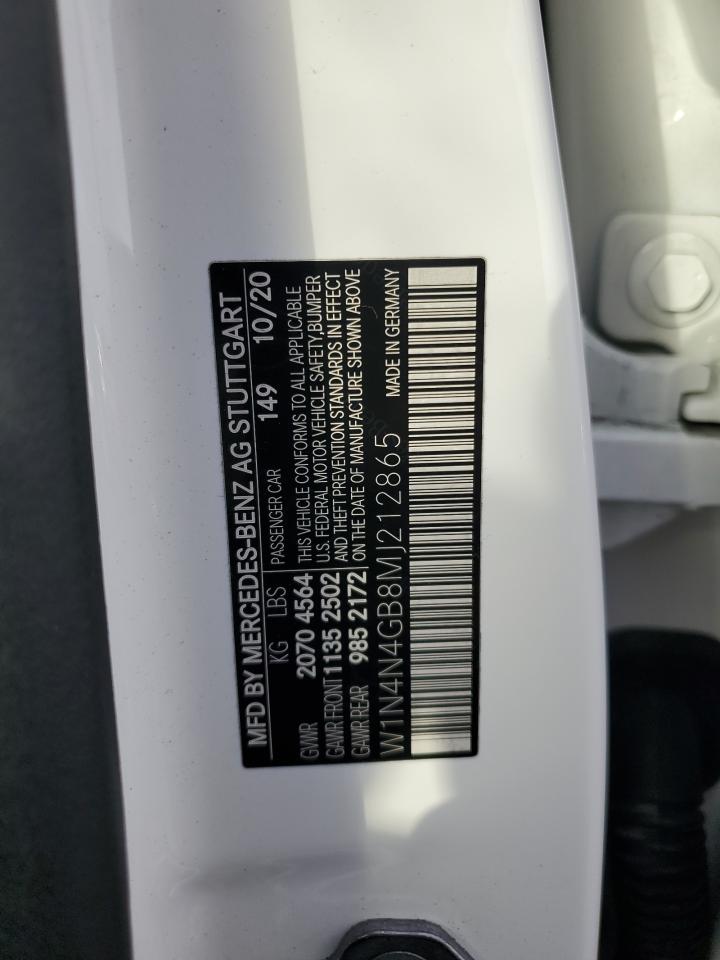 MFD BY MERCEDES-BENZ AG STUTTGART
KG LBS PASSENGER CAR 149 10/20
GVWR 2070 4564 THIS VEHICLE CONFORMS TO ALL APPLICABLE
GAWR FRONT 1135 2502 U.S. FEDERAL MOTOR VEHICLE SAFETY,BUMPER
AND THEFT PREVENTION STANDARDS IN EFFECT
GAWR REAR 985 2172 ON THE DATE OF MANUFACTURE SHOWN ABOVE
W1N4N4GB8MJ212865 MADE IN GERMANY